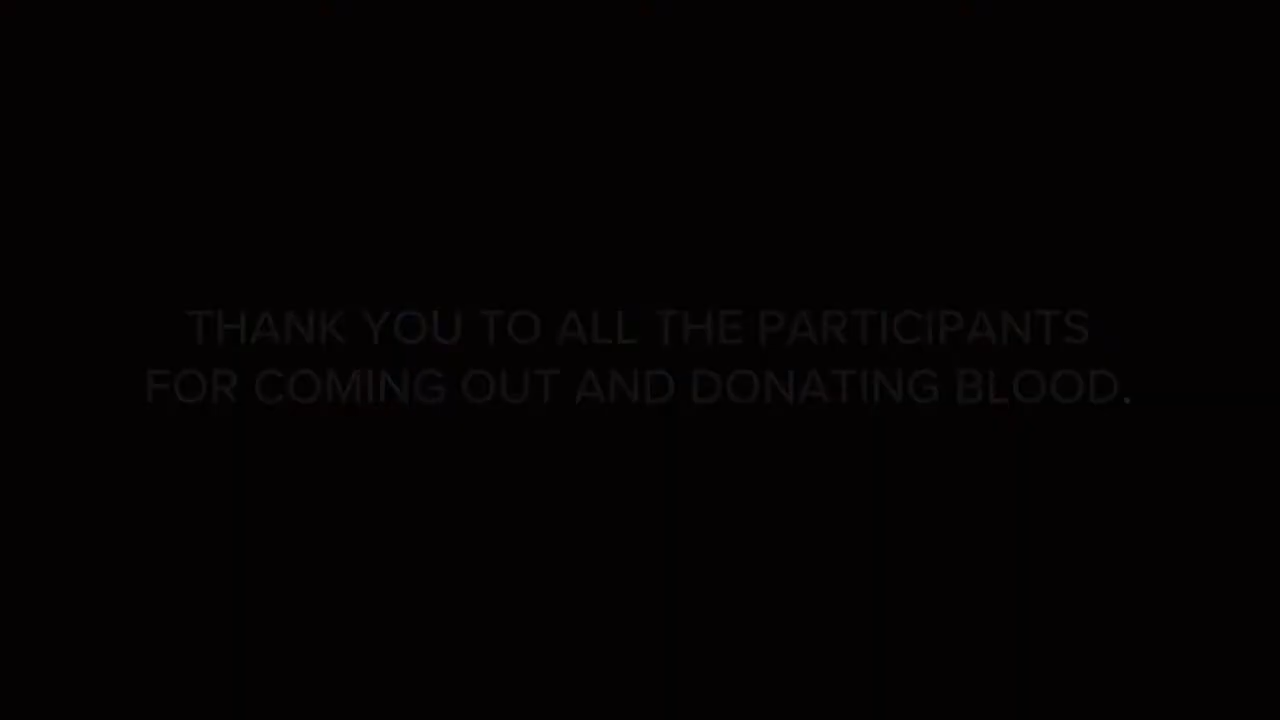 THANK YOU TO ALL THE PARTICIPANTS
FOR COMING OUT AND DONATING BLOOD.